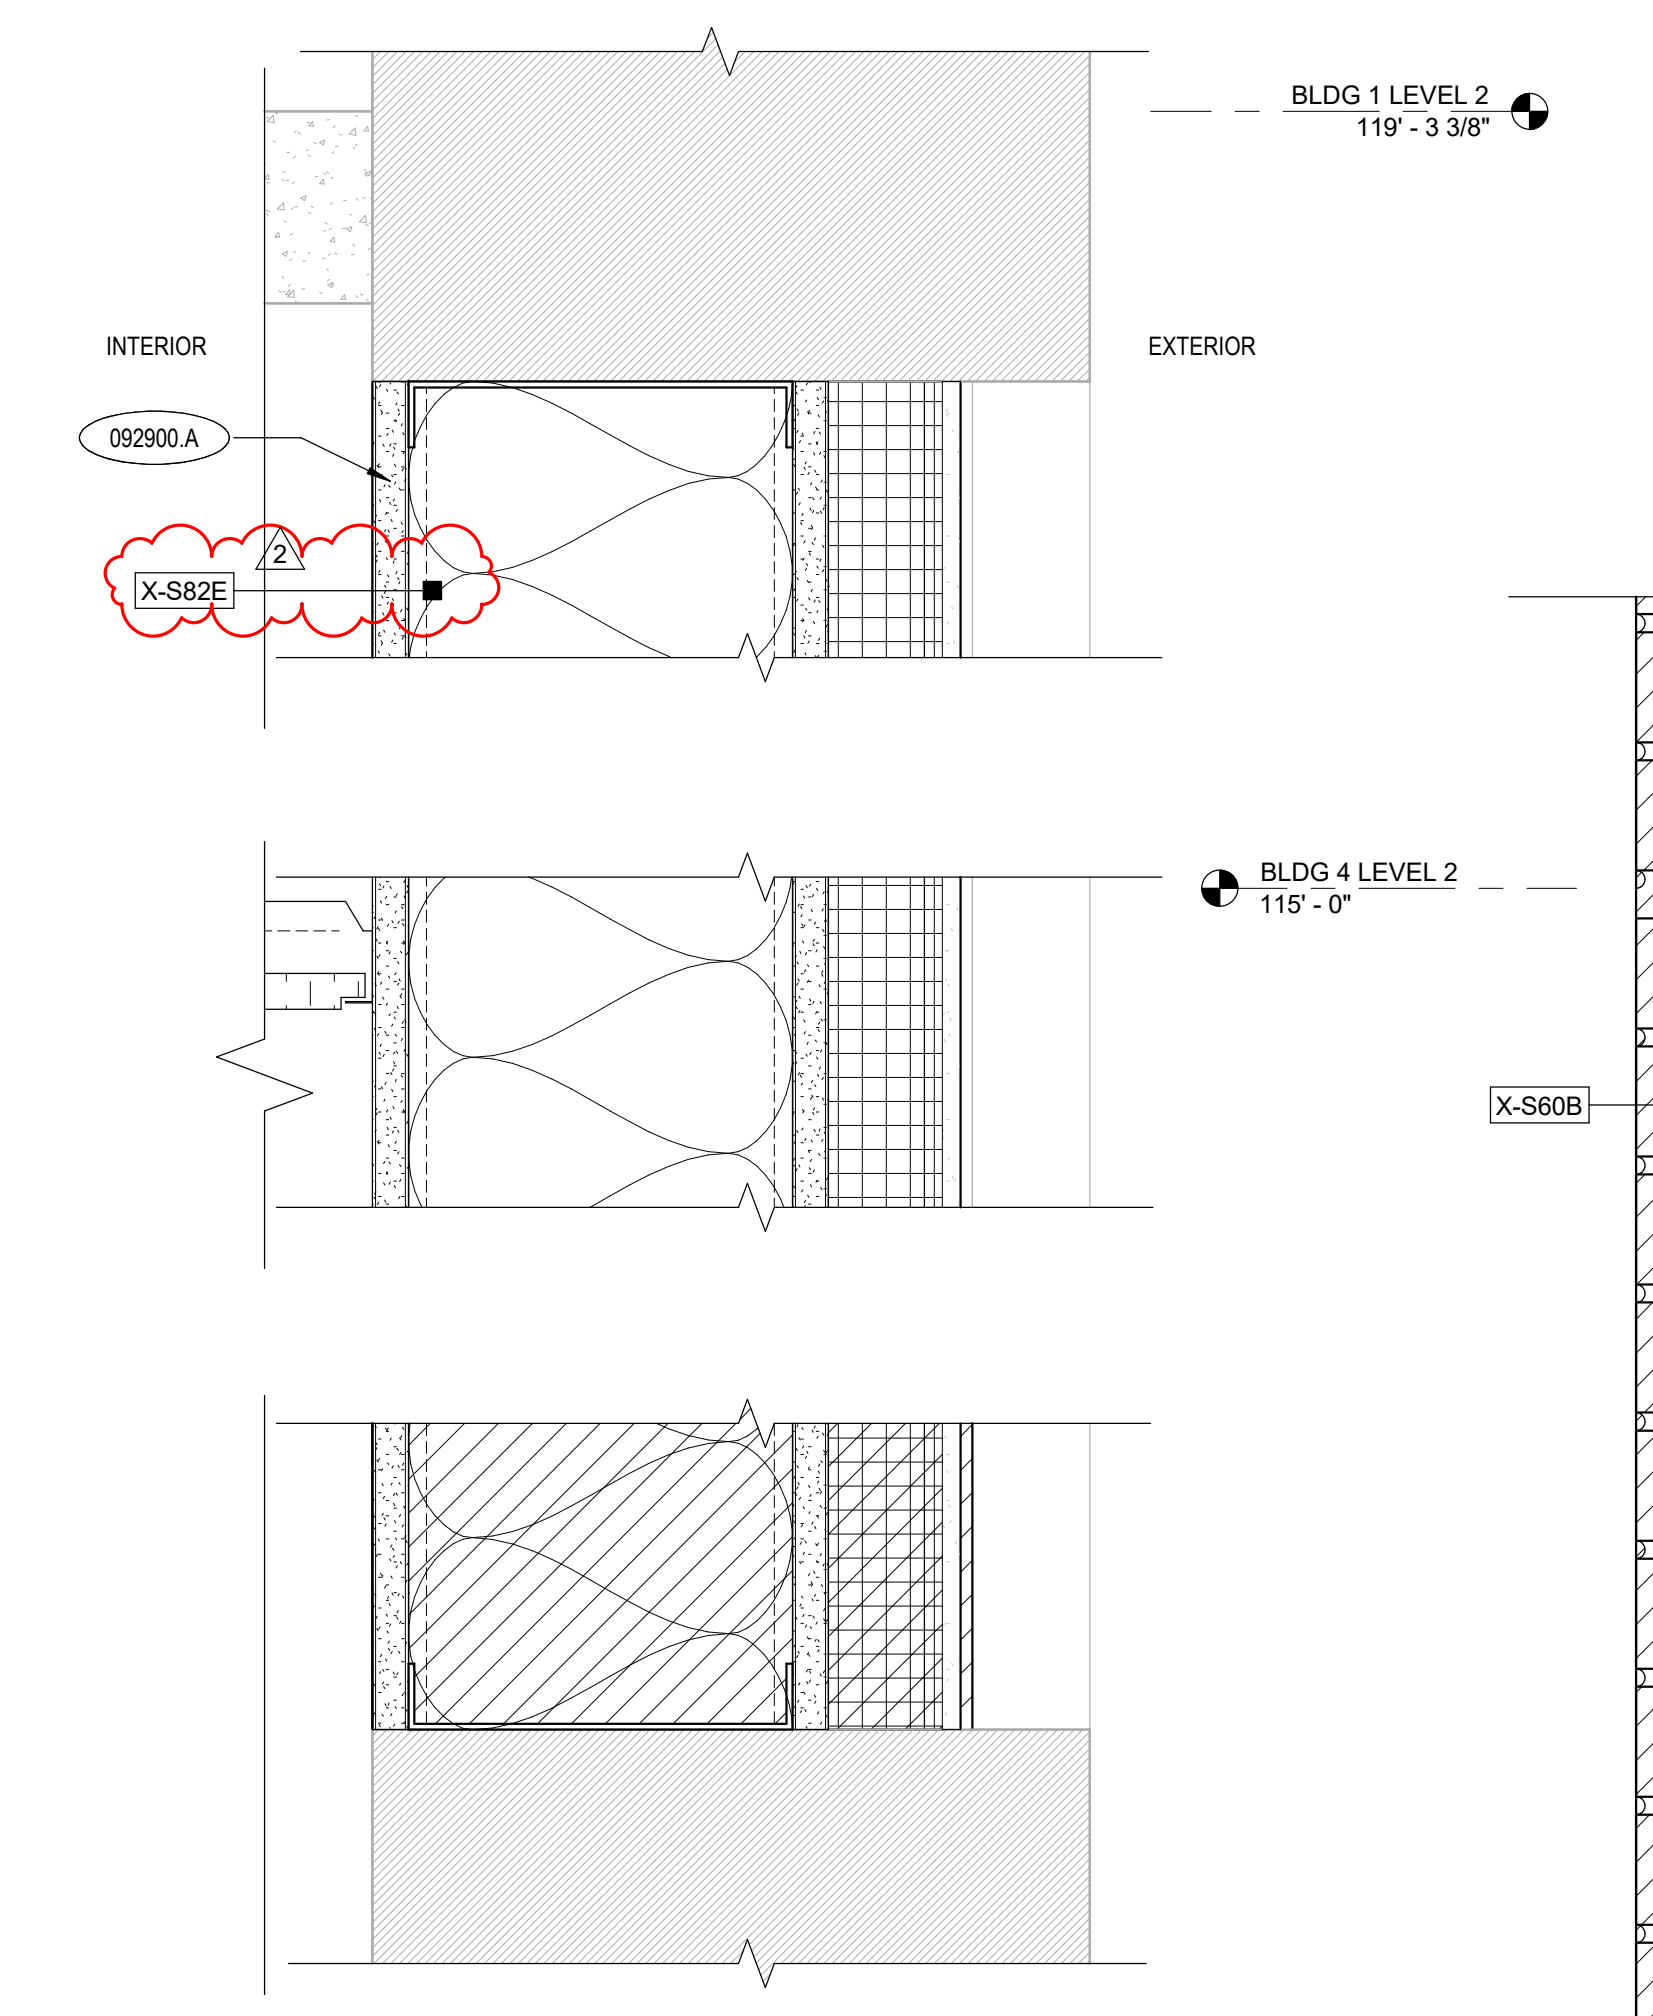 BLDG 1 LEVEL 2
119' - 3 3/8"
INTERIOR
EXTERIOR
092900.A
2
X-S82E
BLDG 4 LEVEL 2
115' - 0"
X-S60B